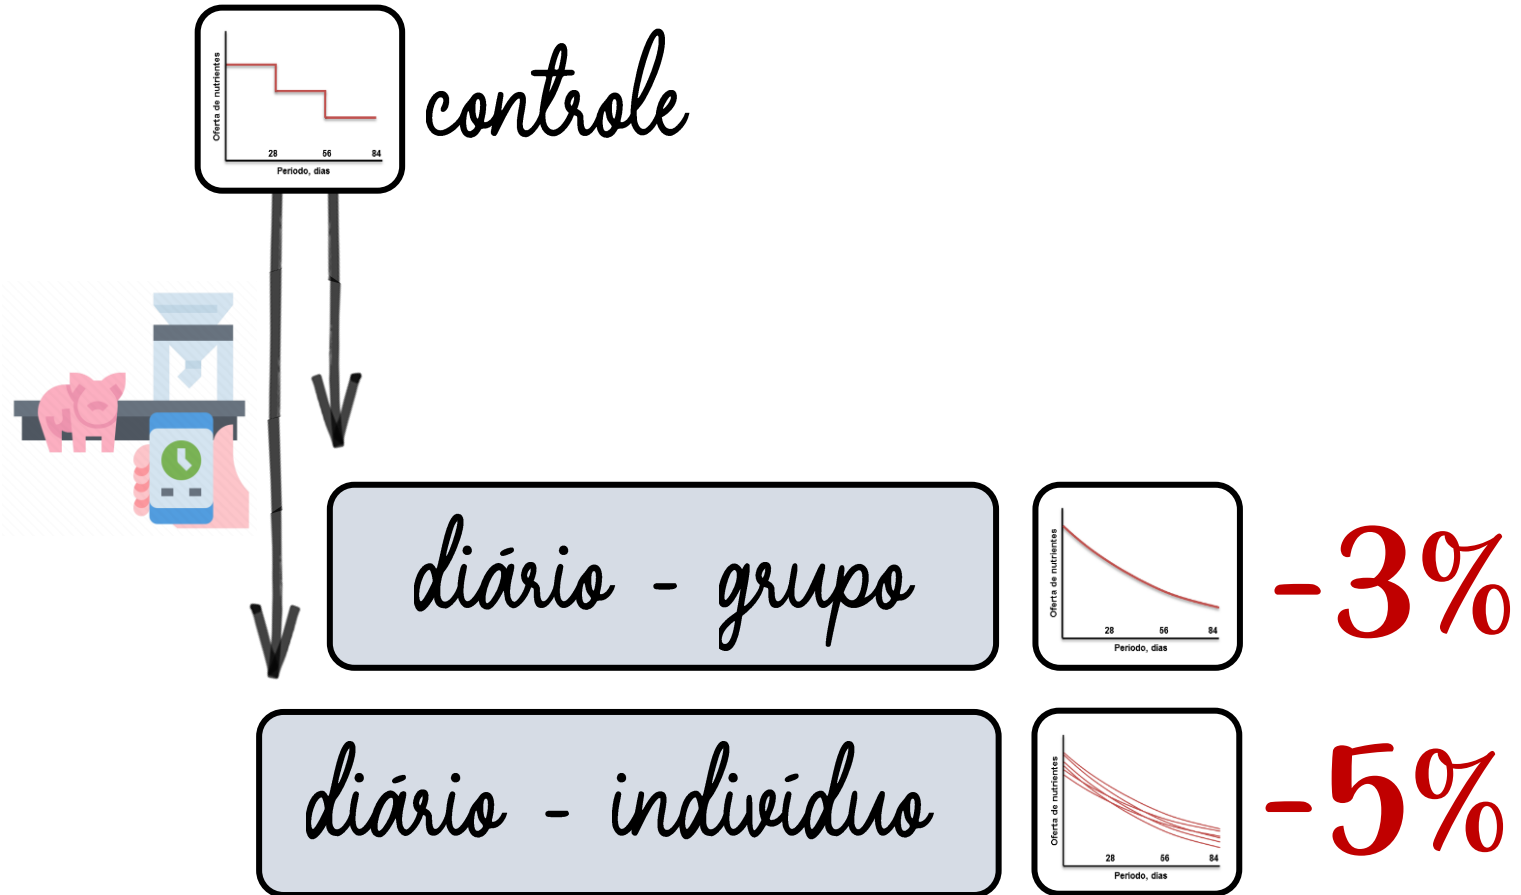 Oferta de nutrientes
28 56 84
Período, dias
controle
diário - grupo
Oferta de nutrientes
28 56 84
Período, dias
-3%
diário - indivíduo
Oferta de nutrientes
28 56 84
Período, dias
-5%